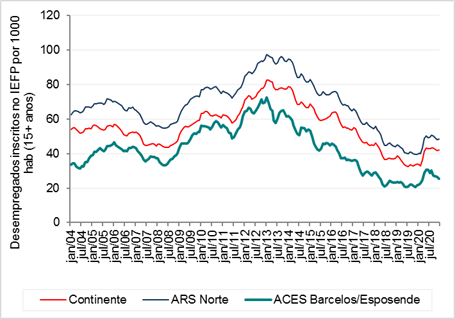 Desempregados inscritos no IEFP por 1000
hab (15+ anos)
120
100
80
60
40
20
0
jan/04
jul/04
jan/05
jul/05
jan/06
jul/06
jan/07
jul/07
jan/08
jul/08
jan/09
jul/09
jan/10
jul/10
jan/11
jul/11
jan/12
jul/12
jan/13
jul/13
jan/14
jul/14
jan/15
jul/15
jan/16
jul/16
jan/17
jul/17
jan/18
jul/18
jan/19
jul/19
jan/20
jul/20
Continente
ARS Norte
ACES Barcelos/Esposende